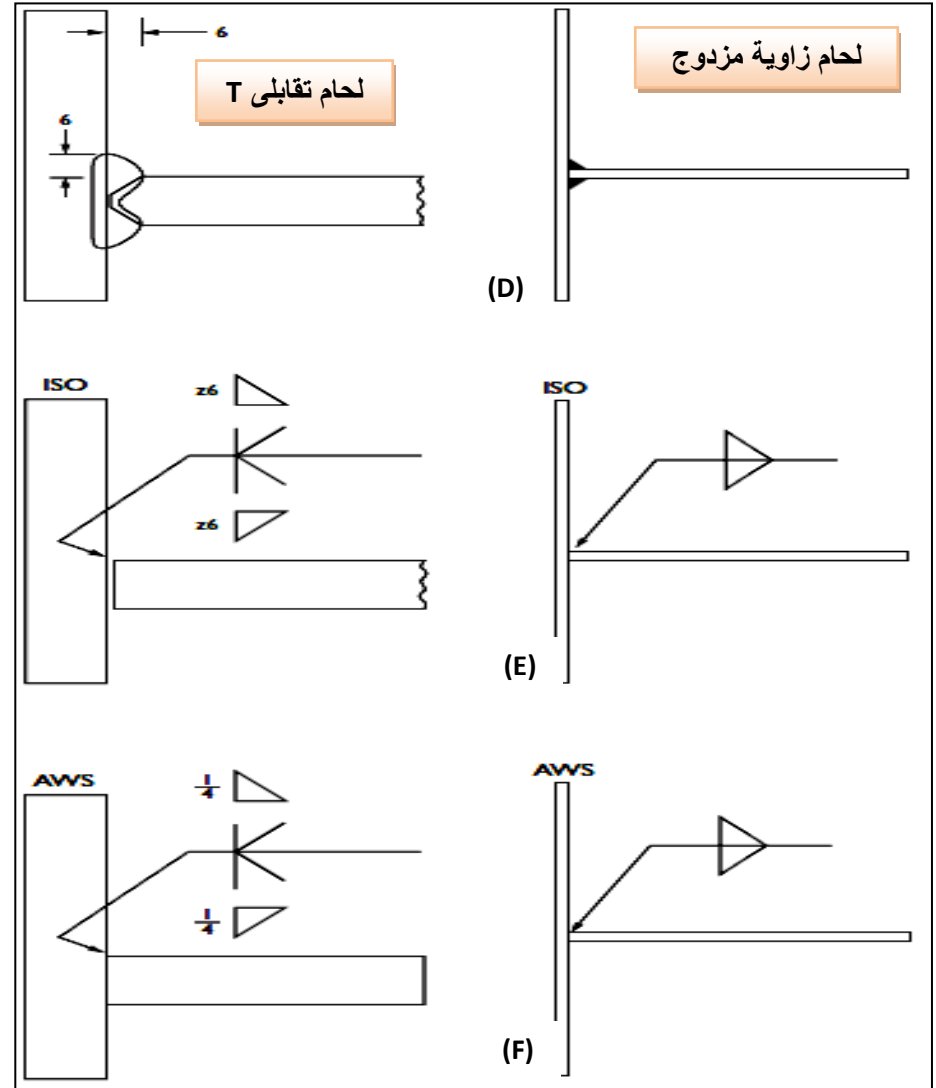 6
لحام تقابلى T
لحام زاوية مزدوج
6
(D)
ISO
z6
z6
ISO
(E)
AWS
1/4
1/4
AWS
(F)